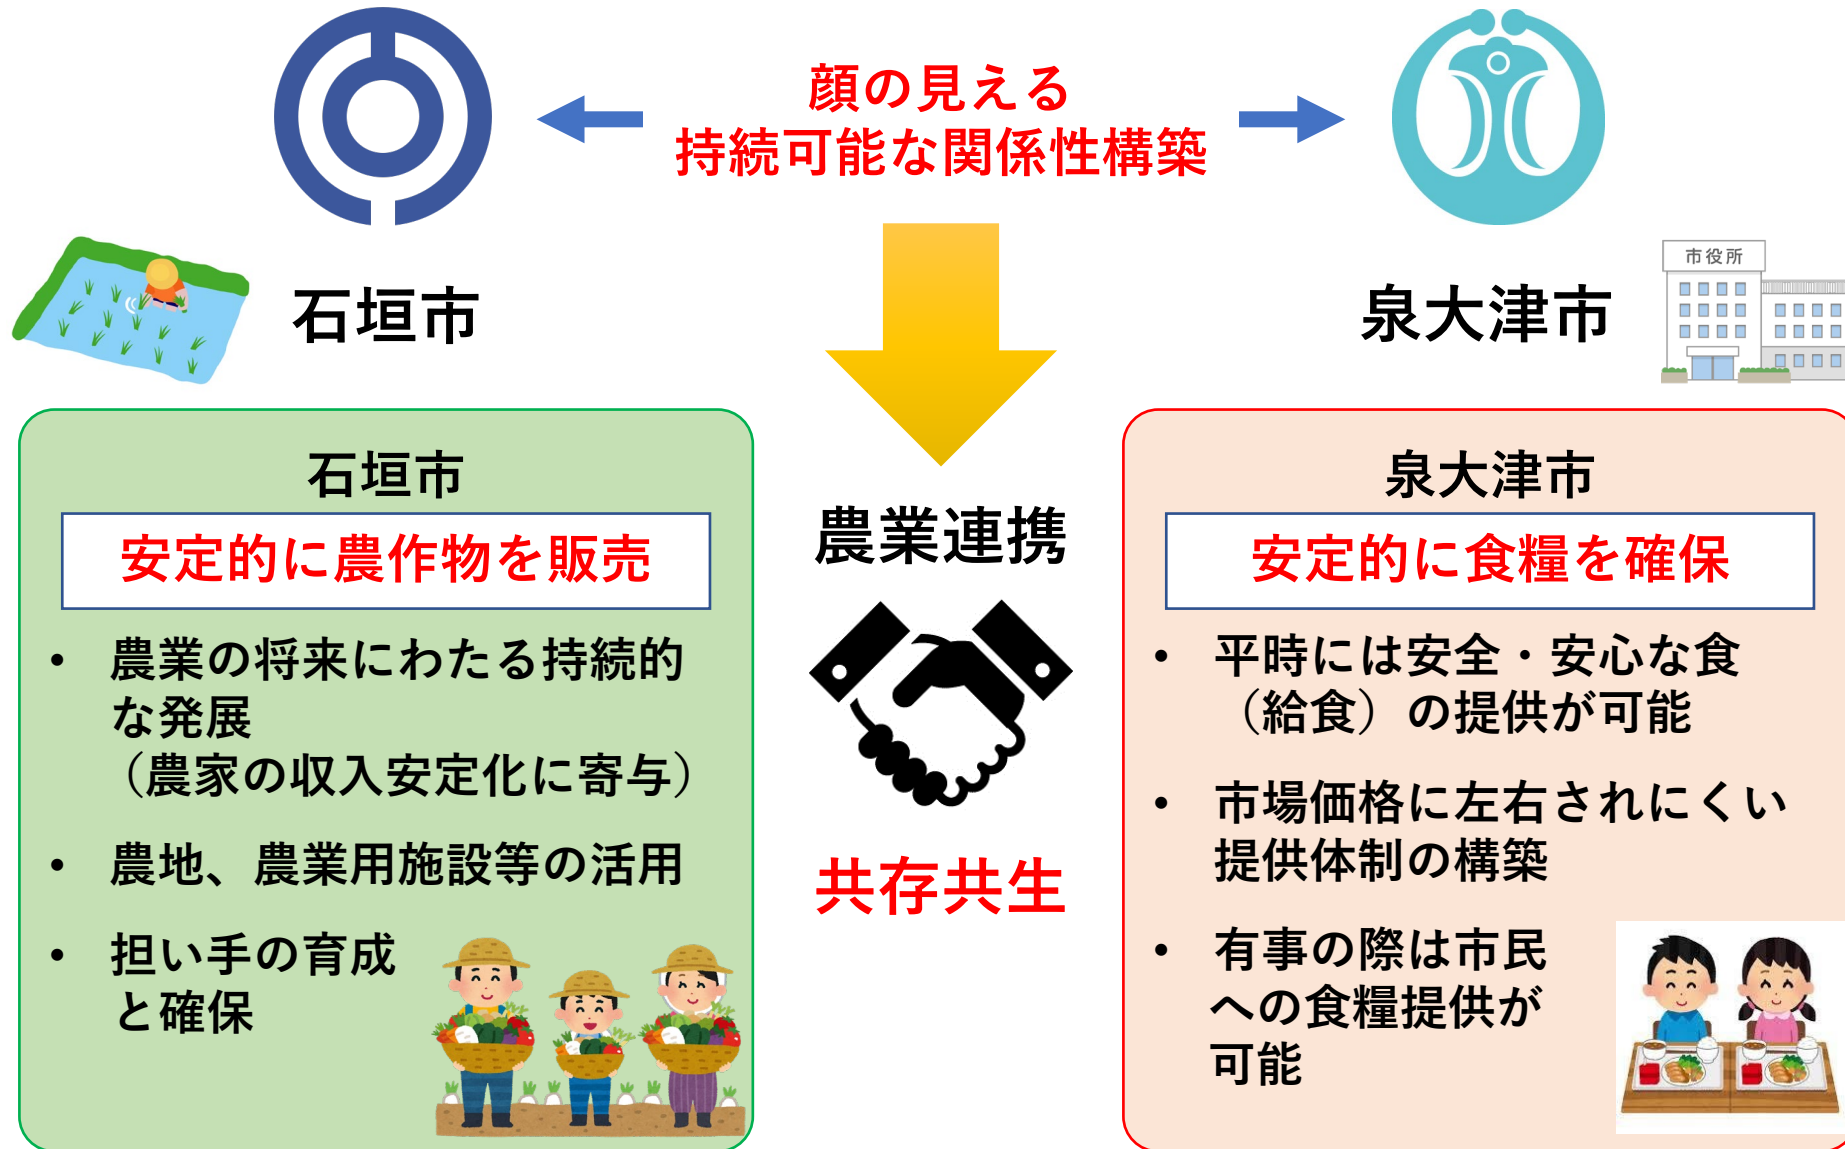 顔の見える
持続可能な関係性構築
石垣市
泉大津市
市役所
石垣市
安定的に農作物を販売
• 農業の将来にわたる持続的
な発展
（農家の収入安定化に寄与）
• 農地、農業用施設等の活用
• 担い手の育成
と確保
農業連携
共存共生
泉大津市
安定的に食糧を確保
• 平時には安全・安心な食
（給食）の提供が可能
• 市場価格に左右されにくい
提供体制の構築
• 有事の際は市民
への食糧提供が
可能